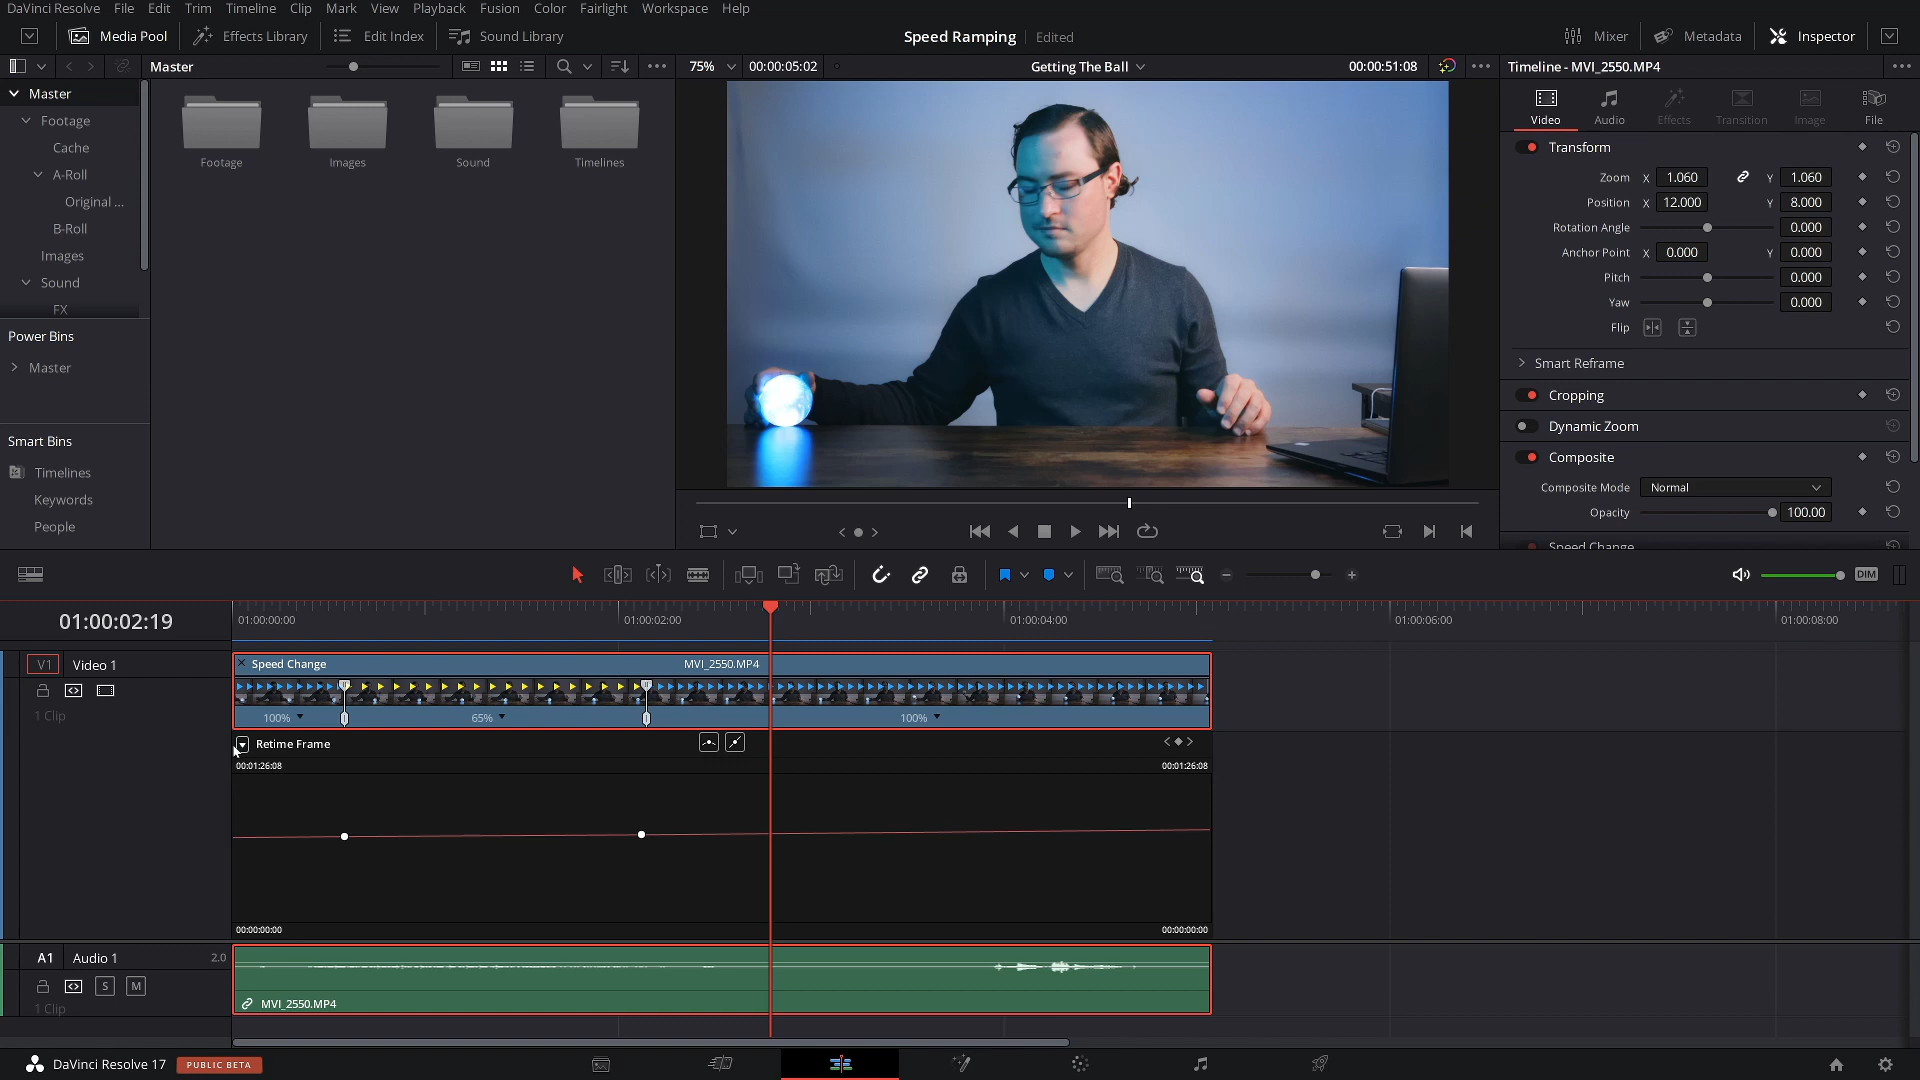 DaVinci Resolve File Edit Trim Timeline Clip Mark View Playback Fusion Color Fairlight Workspace Help
Media Pool Effects Library Edit Index Sound Library Speed Ramping Edited Mixer Metadata Inspector
Master 75% 00:00:05:02 Getting The Ball 00:00:51:08 Timeline - MVI_2550.MP4
Master
Footage
Cache
A-Roll
Original ...
B-Roll
Images
Sound
FX
Power Bins
Master
Smart Bins
Timelines
Keywords
People
Footage Images Sound Timelines
Video Audio Effects Transition Image File
Transform
Zoom X 1.060 Y 1.060
Position X 12.000 Y 8.000
Rotation Angle 0.000
Anchor Point X 0.000 Y 0.000
Pitch 0.000
Yaw 0.000
Flip
Smart Reframe
Cropping
Dynamic Zoom
Composite
Composite Mode Normal
Opacity 100.00
Speed Change
DIM
01:00:02:19 01:00:00:00 01:00:02:00 01:00:04:00 01:00:06:00 01:00:08:00
V1 Video 1
1 Clip
Speed Change MVI_2550.MP4
100% 65% 100%
Retime Frame
00:01:26:08 00:01:26:08
00:00:00:00 00:00:00:00
A1 Audio 1 2.0
S M
1 Clip
MVI_2550.MP4
DaVinci Resolve 17 PUBLIC BETA